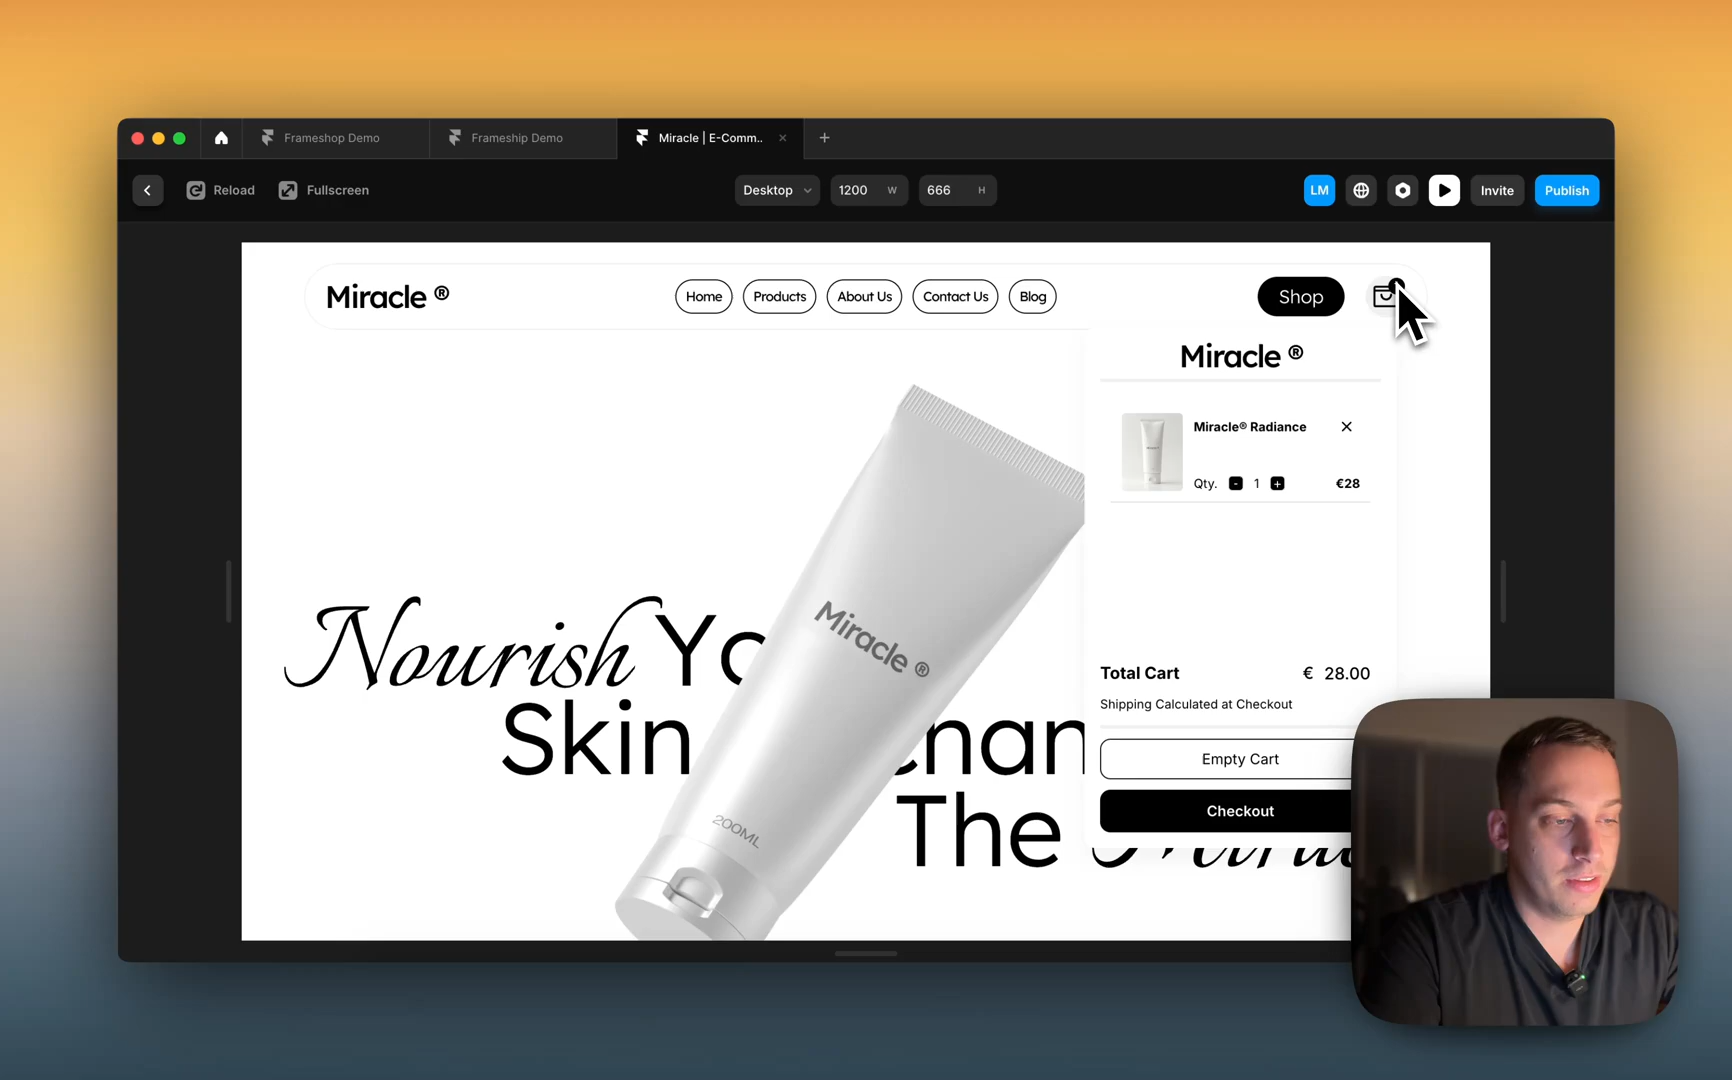 Frameshop Demo
Frameship Demo
Miracle | E-Comm..
Reload
Fullscreen
Desktop
1200 W
666 H
LM
Invite
Publish
Miracle ®
Home
Products
About Us
Contact Us
Blog
Shop
Miracle ®
Miracle® Radiance
Qty. - 1 +
€28
Total Cart
€ 28.00
Shipping Calculated at Checkout
Empty Cart
Checkout
Nourish
Skin
The
Miracle ®
200ML